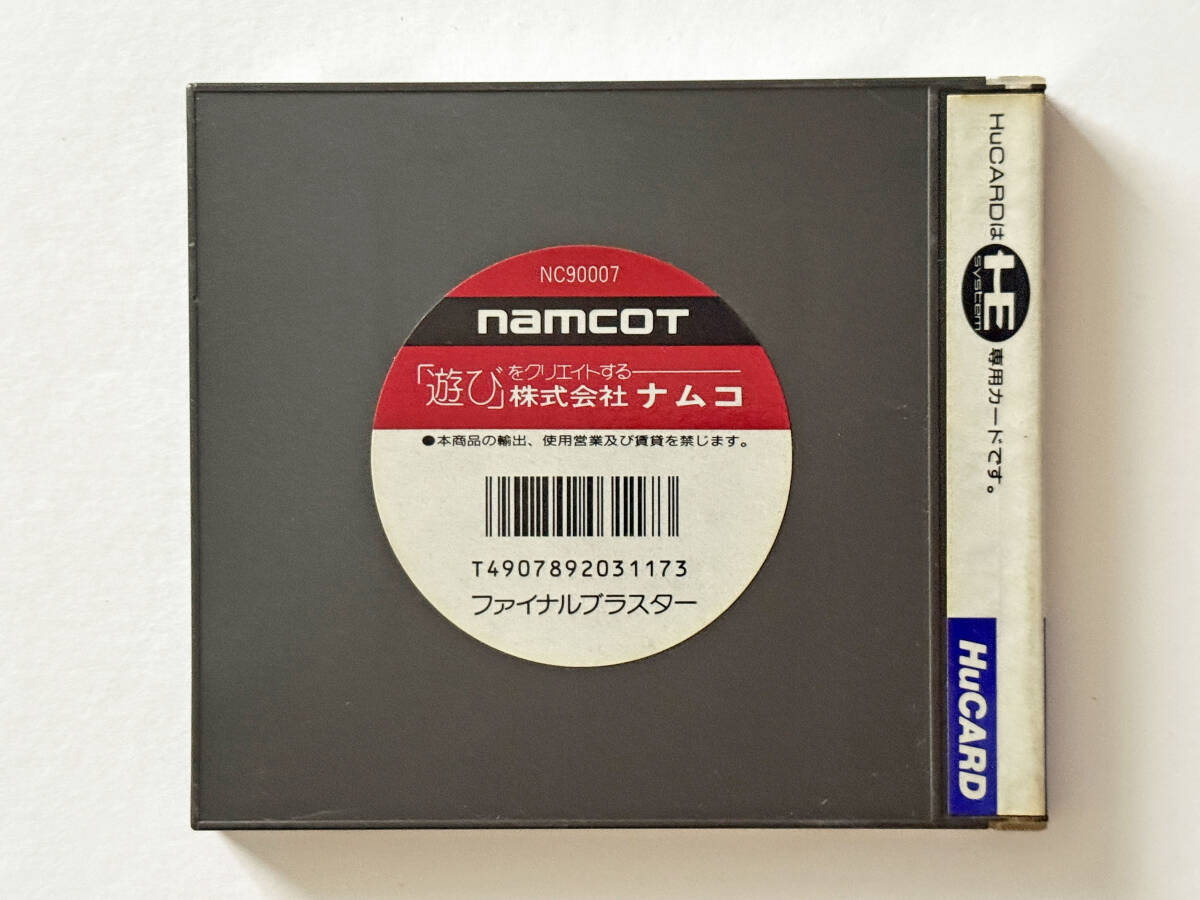 NC90007
namcoT
「遊び」をクリエイトする
株式会社ナムコ
●本商品の輸出、使用営業及び賃貸を禁じます。
T4907892031173
ファイナルブラスター
HuCARDは HE system 専用カードです。
HuCARD